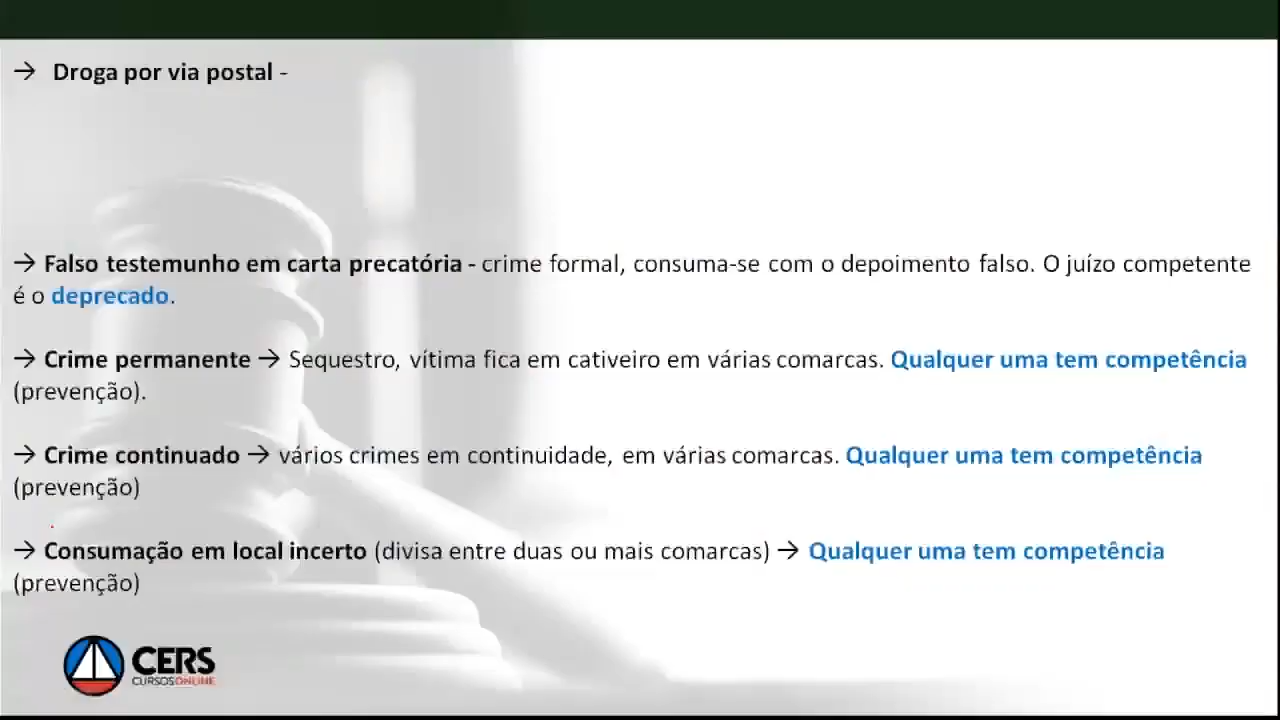 → Droga por via postal -
→ Falso testemunho em carta precatória - crime formal, consuma-se com o depoimento falso. O juízo competente
é o deprecado.
→ Crime permanente → Sequestro, vítima fica em cativeiro em várias comarcas. Qualquer uma tem competência
(prevenção).
→ Crime continuado → vários crimes em continuidade, em várias comarcas. Qualquer uma tem competência
(prevenção)
→ Consumação em local incerto (divisa entre duas ou mais comarcas) → Qualquer uma tem competência
(prevenção)
CERS
CURSOS ONLINE